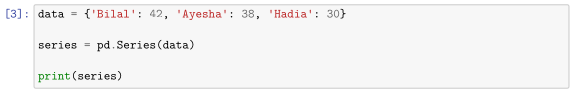 [3]: data = {'Bilal': 42, 'Ayesha': 38, 'Hadia': 30}
series = pd.Series(data)
print(series)